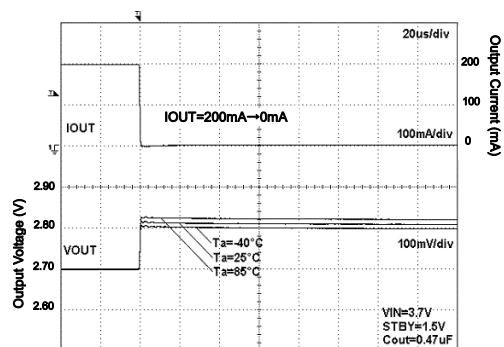 20us/div
200
100
0
Output Current (mA)
IOUT=200mA→0mA
IOUT
100mA/div
2.90
2.80
2.70
2.60
Output Voltage (V)
VOUT
Ta=-40°C
Ta=25°C
Ta=85°C
100mV/div
VIN=3.7V
STBY=1.5V
Cout=0.47uF